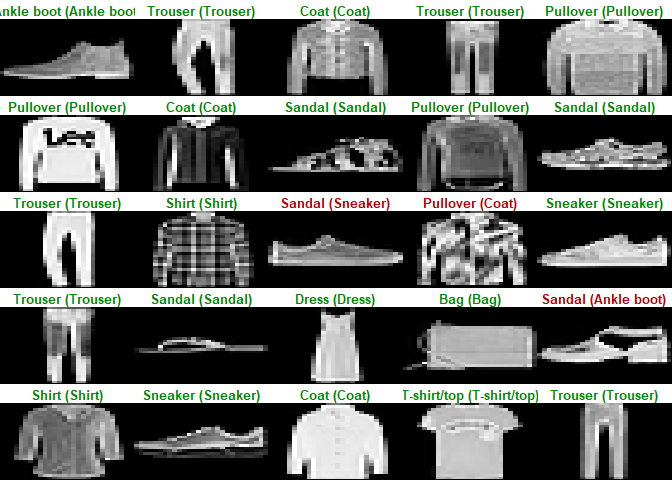 Ankle boot (Ankle boot
Trouser (Trouser)
Coat (Coat)
Trouser (Trouser)
Pullover (Pullover)
Pullover (Pullover)
Coat (Coat)
Sandal (Sandal)
Pullover (Pullover)
Sandal (Sandal)
Lee
Trouser (Trouser)
Shirt (Shirt)
Sandal (Sneaker)
Pullover (Coat)
Sneaker (Sneaker)
Trouser (Trouser)
Sandal (Sandal)
Dress (Dress)
Bag (Bag)
Sandal (Ankle boot)
Shirt (Shirt)
Sneaker (Sneaker)
Coat (Coat)
T-shirt/top (T-shirt/top)
Trouser (Trouser)